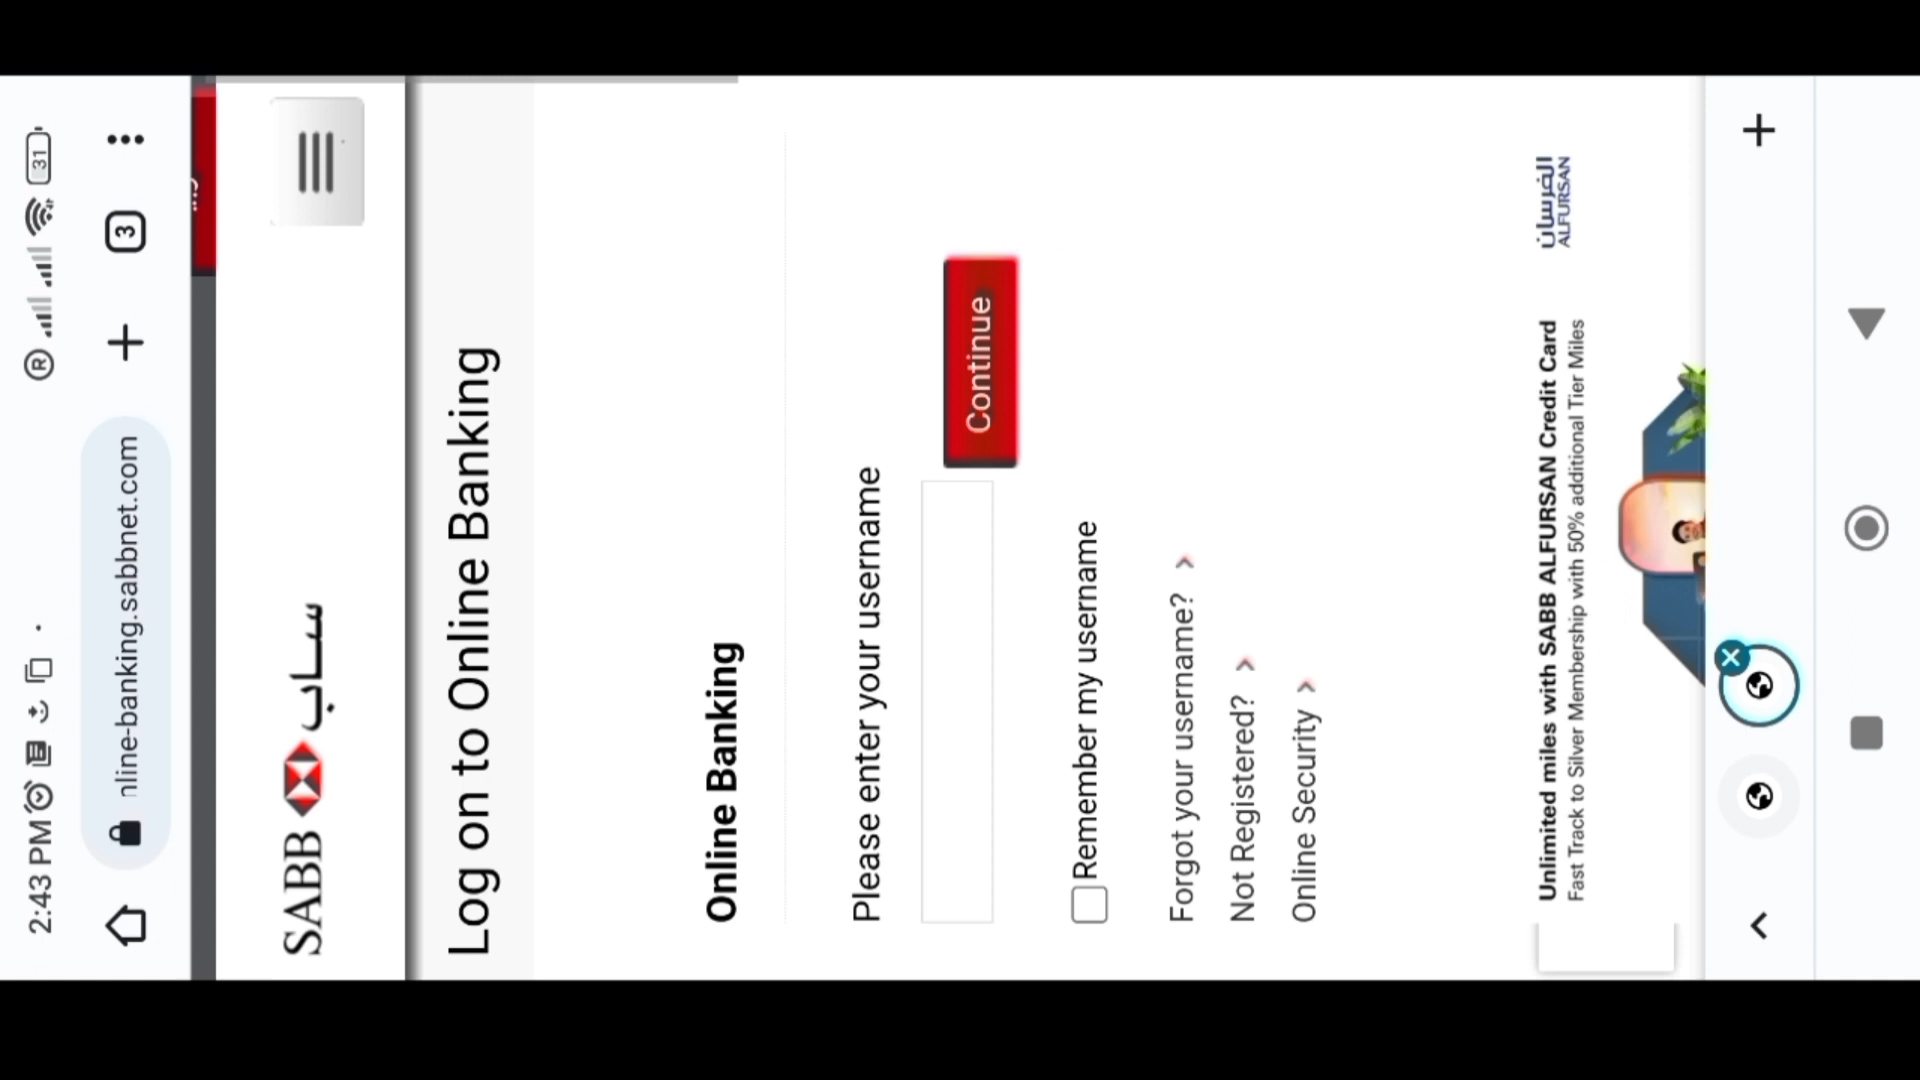 2:43 PM
R
31
nline-banking.sabbnet.com
3
SABB ساب
Log on to Online Banking
Online Banking
Please enter your username
Continue
Remember my username
Forgot your username?
Not Registered?
Online Security
Unlimited miles with SABB ALFURSAN Credit Card
Fast Track to Silver Membership with 50% additional Tier Miles
الفرسان
ALFURSAN